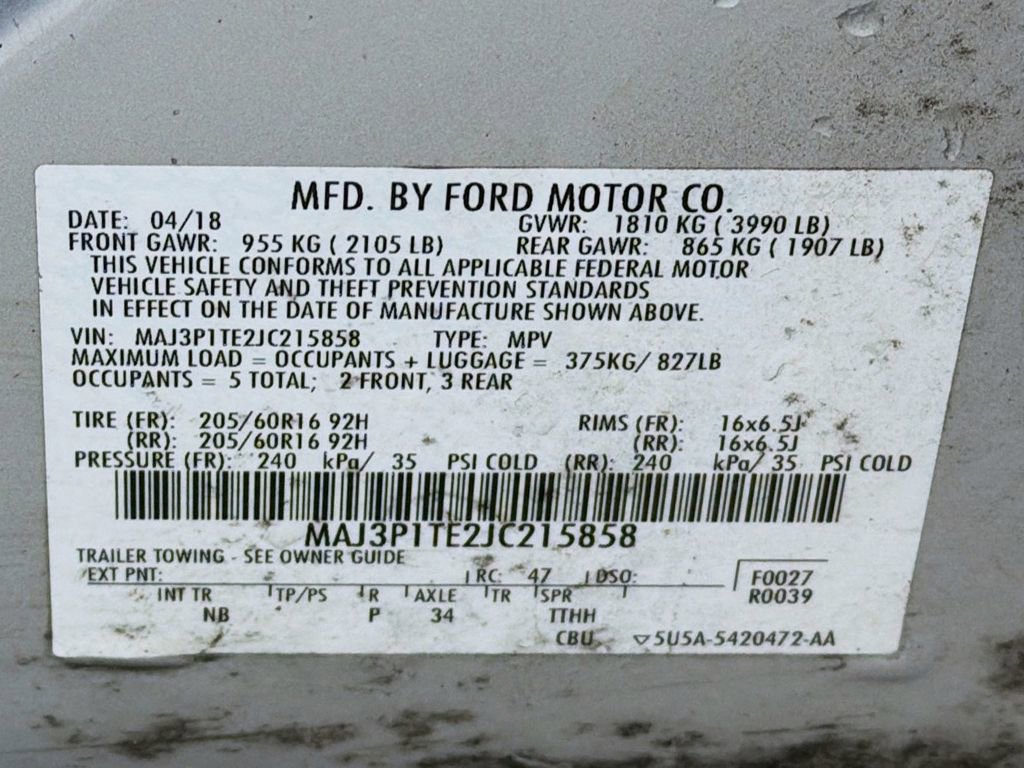 MFD. BY FORD MOTOR CO.
DATE: 04/18 GVWR: 1810 KG ( 3990 LB)
FRONT GAWR: 955 KG ( 2105 LB) REAR GAWR: 865 KG ( 1907 LB)
THIS VEHICLE CONFORMS TO ALL APPLICABLE FEDERAL MOTOR
VEHICLE SAFETY AND THEFT PREVENTION STANDARDS
IN EFFECT ON THE DATE OF MANUFACTURE SHOWN ABOVE.
VIN: MAJ3P1TE2JC215858 TYPE: MPV
MAXIMUM LOAD = OCCUPANTS + LUGGAGE = 375KG/ 827LB
OCCUPANTS = 5 TOTAL; 2 FRONT, 3 REAR
TIRE (FR): 205/60R16 92H RIMS (FR): 16x6.5J
(RR): 205/60R16 92H (RR): 16x6.5J
PRESSURE (FR): 240 kPa/ 35 PSI COLD (RR): 240 kPa/ 35 PSI COLD
MAJ3P1TE2JC215858
TRAILER TOWING - SEE OWNER GUIDE
EXT PNT: RC: 47 DSO: F0027
INT TR TP/PS R AXLE TR SPR R0039
NB P 34 TTHH
CBU ▽5U5A-5420472-AA